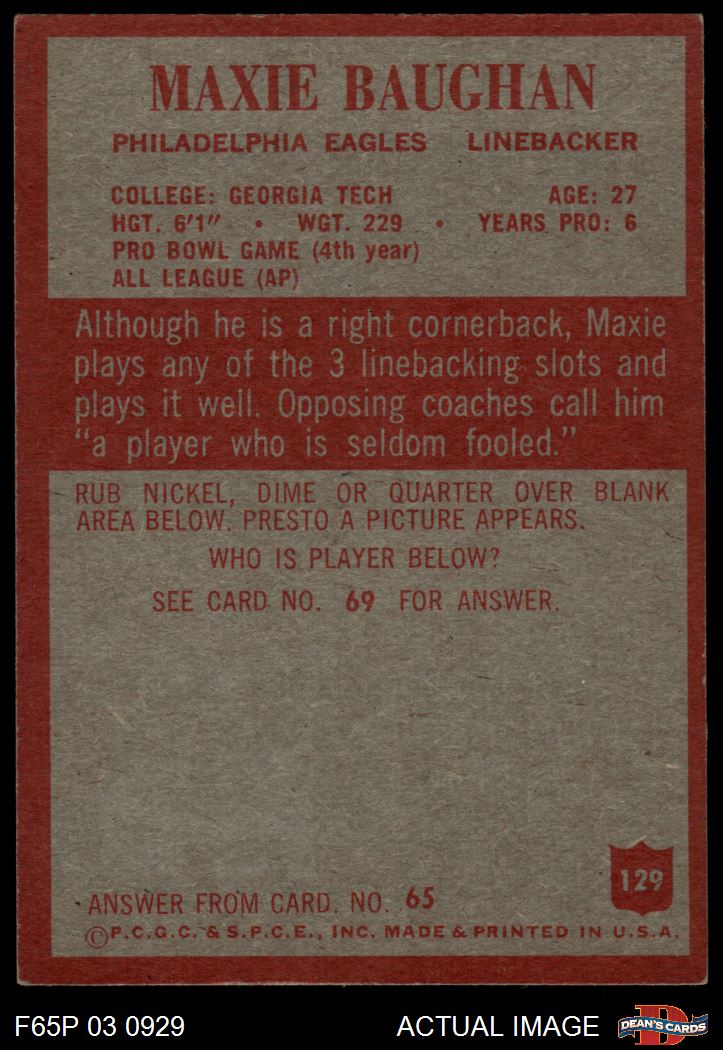 MAXIE BAUGHAN
PHILADELPHIA EAGLES LINEBACKER
COLLEGE: GEORGIA TECH AGE: 27
HGT. 6'1" • WGT. 229 • YEARS PRO: 6
PRO BOWL GAME (4th year)
ALL LEAGUE (AP)
Although he is a right cornerback, Maxie
plays any of the 3 linebacking slots and
plays it well. Opposing coaches call him
"a player who is seldom fooled."
RUB NICKEL, DIME OR QUARTER OVER BLANK
AREA BELOW. PRESTO A PICTURE APPEARS.
WHO IS PLAYER BELOW?
SEE CARD NO. 69 FOR ANSWER.
129
ANSWER FROM CARD. NO. 65
©P.C.G.C. & S.P.C.E., INC. MADE & PRINTED IN U.S.A.
F65P 03 0929 ACTUAL IMAGE
D
DEAN'S CARDS